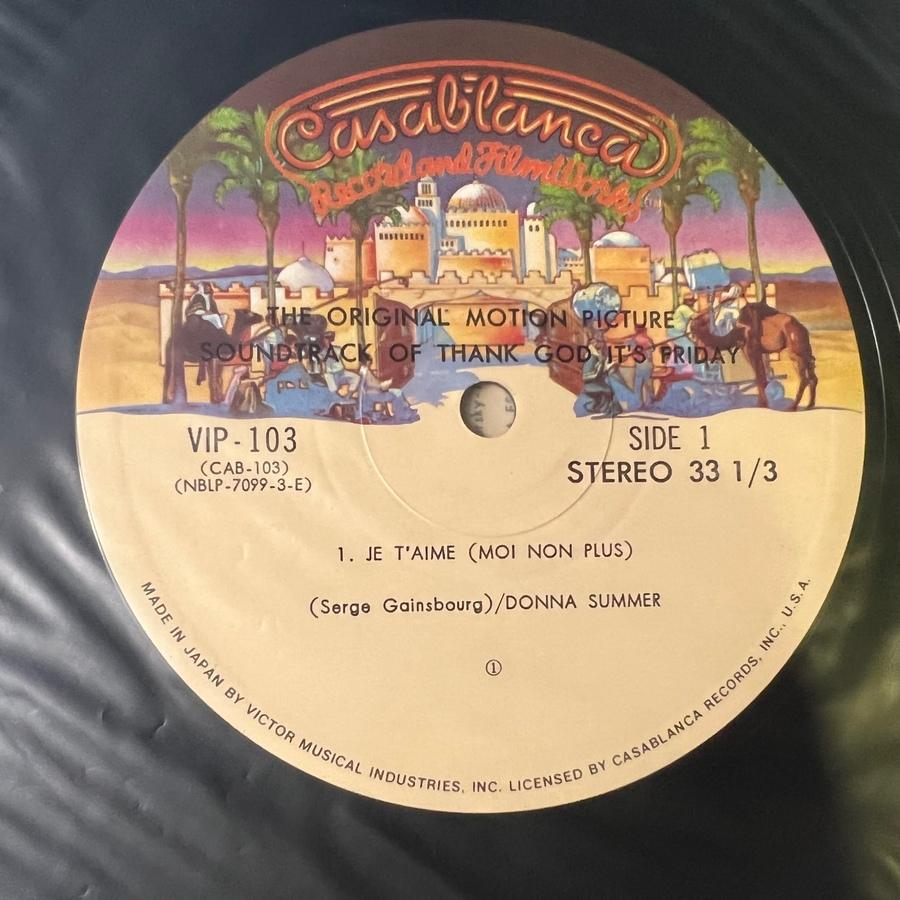 Casablanca
Record and FilmWorks
THE ORIGINAL MOTION PICTURE
SOUNDTRACK OF THANK GOD IT'S FRIDAY
VIP-103
(CAB-103)
(NBLP-7099-3-E)
SIDE 1
STEREO 33 1/3
1. JE T'AIME (MOI NON PLUS)
(Serge Gainsbourg)/DONNA SUMMER
①
MADE IN JAPAN BY VICTOR MUSICAL INDUSTRIES, INC. LICENSED BY CASABLANCA RECORDS, INC., U.S.A.